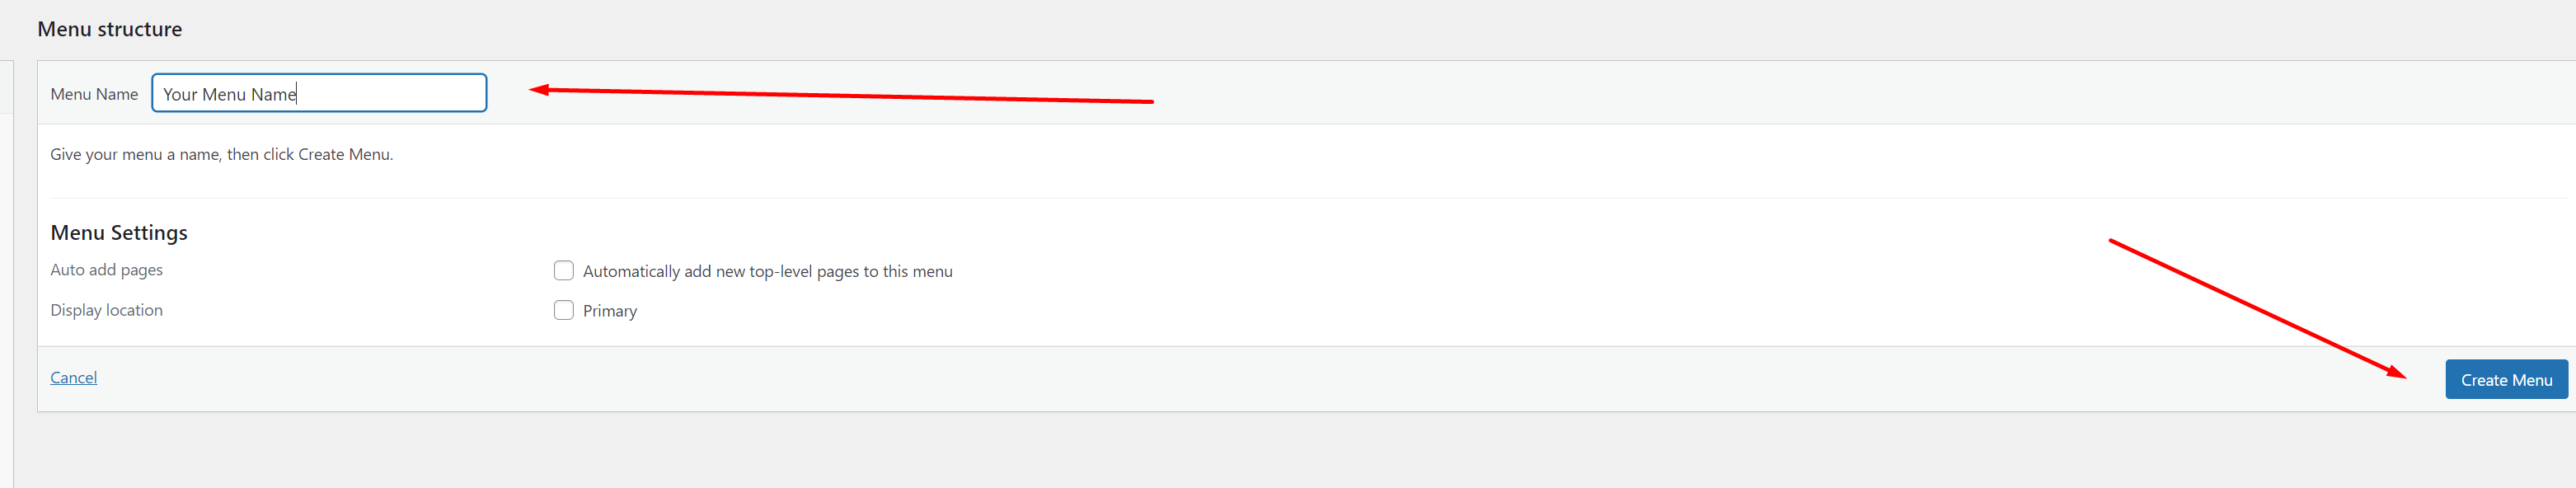 Menu structure
Menu Name Your Menu Name
Give your menu a name, then click Create Menu.
Menu Settings
Auto add pages Automatically add new top-level pages to this menu
Display location Primary
Cancel Create Menu